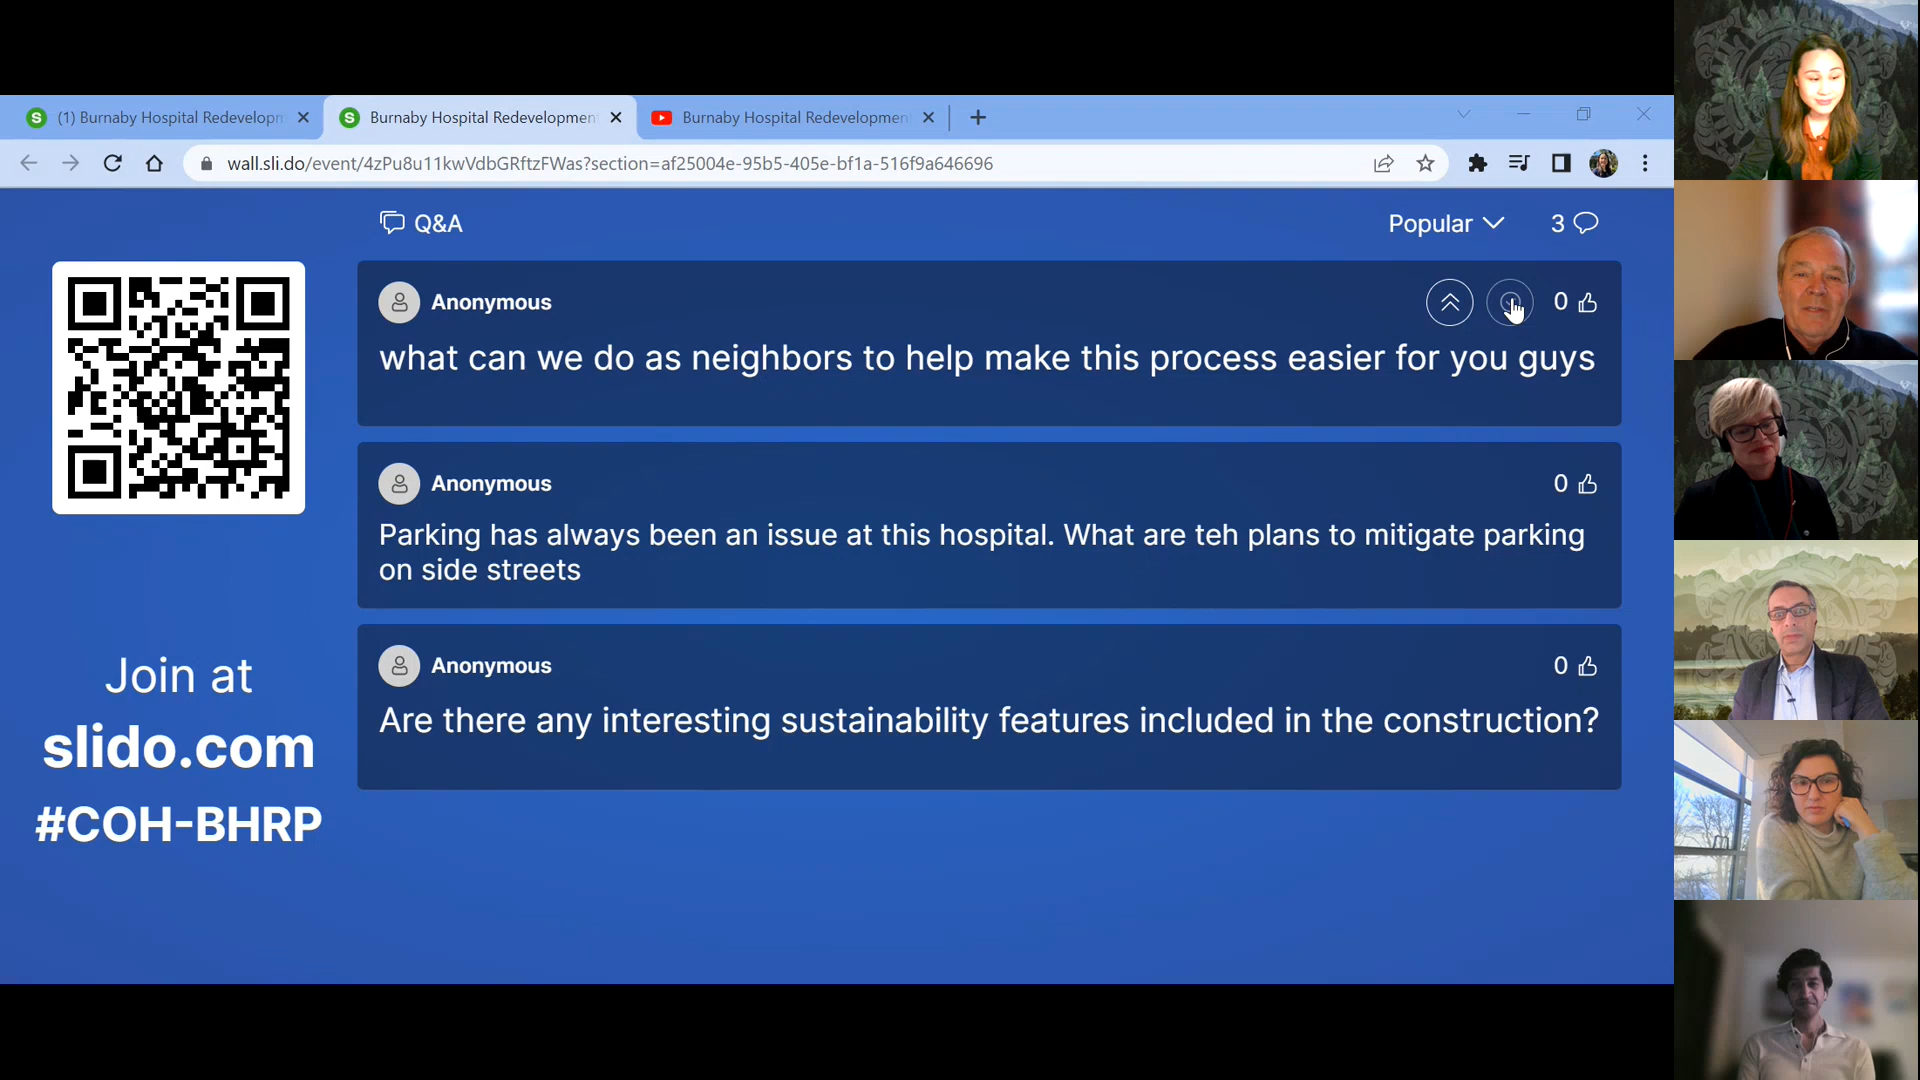 (1) Burnaby Hospital Redevelopm
Burnaby Hospital Redevelopmen
Burnaby Hospital Redevelopmen
wall.sli.do/event/4zPu8u11kwVdbGRftzFWas?section=af25004e-95b5-405e-bf1a-516f9a646696
Q&A
Popular
3
Anonymous
0
what can we do as neighbors to help make this process easier for you guys
Anonymous
0
Parking has always been an issue at this hospital. What are teh plans to mitigate parking
on side streets
Anonymous
0
Are there any interesting sustainability features included in the construction?
Join at
slido.com
#COH-BHRP